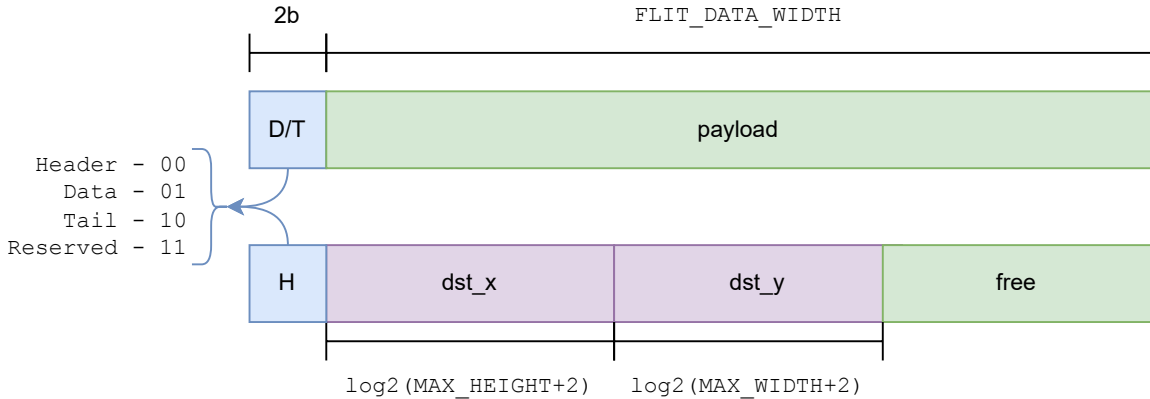 2b
FLIT_DATA_WIDTH
D/T
payload
Header - 00
Data - 01
Tail - 10
Reserved - 11
H
dst_x
dst_y
free
log2(MAX_HEIGHT+2)
log2(MAX_WIDTH+2)